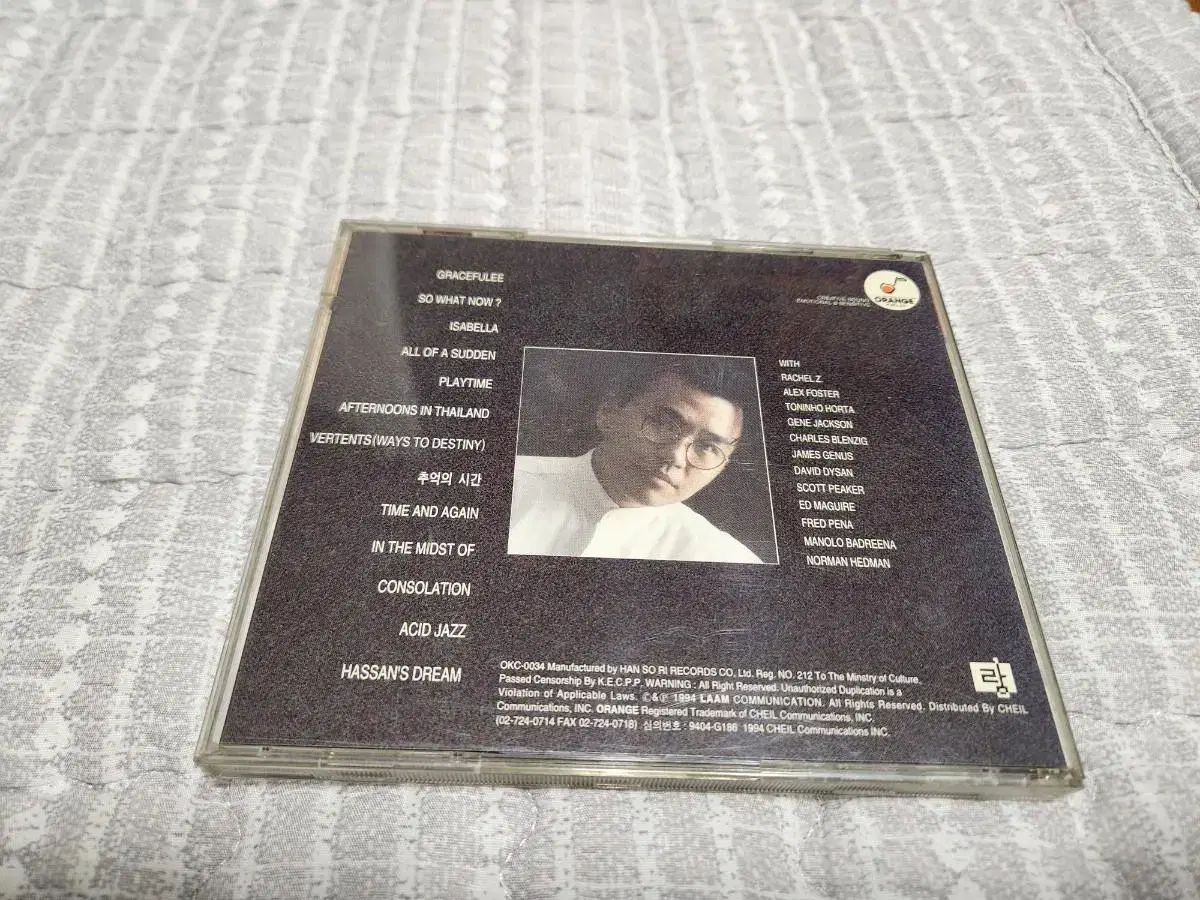 GRACEFULEE
SO WHAT NOW ?
ISABELLA
ALL OF A SUDDEN
PLAYTIME
AFTERNOONS IN THAILAND
VERTENTS(WAYS TO DESTINY)
추억의 시간
TIME AND AGAIN
IN THE MIDST OF
CONSOLATION
ACID JAZZ
HASSAN'S DREAM
CREATIVE SOUND
EMOTIONAL & SENSITIVE
ORANGE
WITH
RACHEL Z
ALEX FOSTER
TONINHO HORTA
GENE JACKSON
CHARLES BLENZIG
JAMES GENUS
DAVID DYSAN
SCOTT PEAKER
ED MAGUIRE
FRED PENA
MANOLO BADREENA
NORMAN HEDMAN
OKC-0034 Manufactured by HAN SO RI RECORDS CO., Ltd. Reg. NO. 212 To The Minstry of Culture.
Passed Censorship By K.E.C.P.P. WARNING : All Right Reserved. Unauthorized Duplication is a
Violation of Applicable Laws. ©&℗ 1994 LAAM COMMUNICATION. All Rights Reserved. Distributed By CHEIL
Communications, INC. ORANGE Registered Trademark of CHEIL Communications, INC.
(02-724-0714 FAX 02-724-0718) 심의번호 : 9404-G186 1994 CHEIL Communications INC.
람